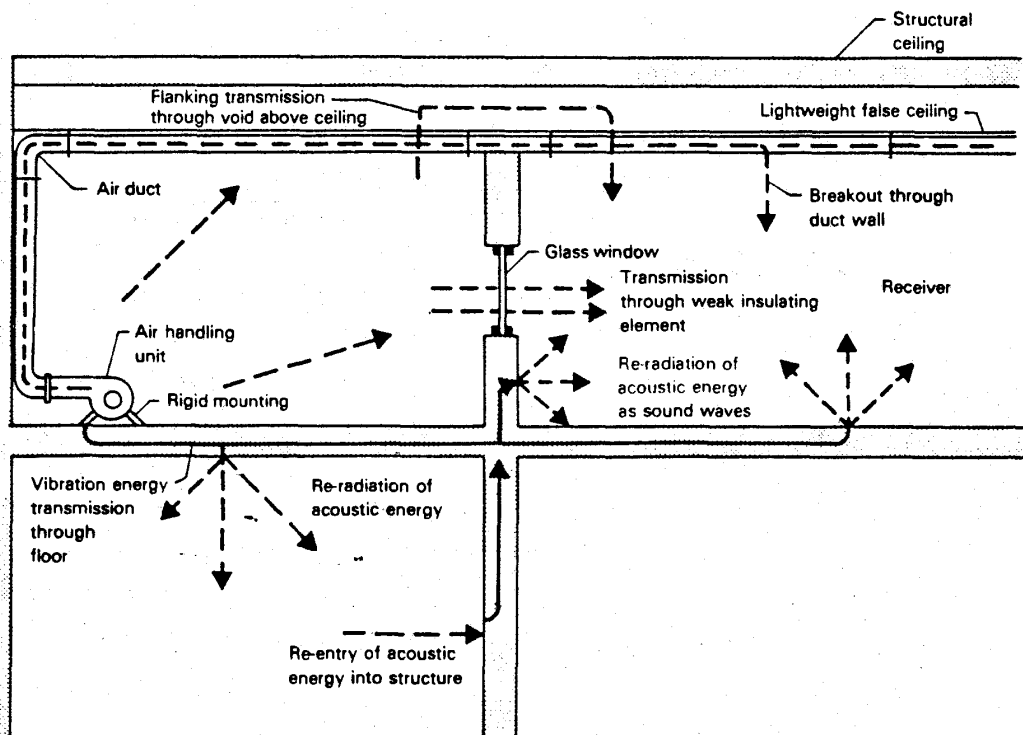 Structural
ceiling
Flanking transmission
through void above ceiling
Lightweight false ceiling
Air duct
Breakout through
duct wall
Glass window
Transmission
through weak insulating
element
Receiver
Air handling
unit
Re-radiation of
acoustic energy
as sound waves
Rigid mounting
Vibration energy
transmission
through
floor
Re-radiation of
acoustic energy
Re-entry of acoustic
energy into structure